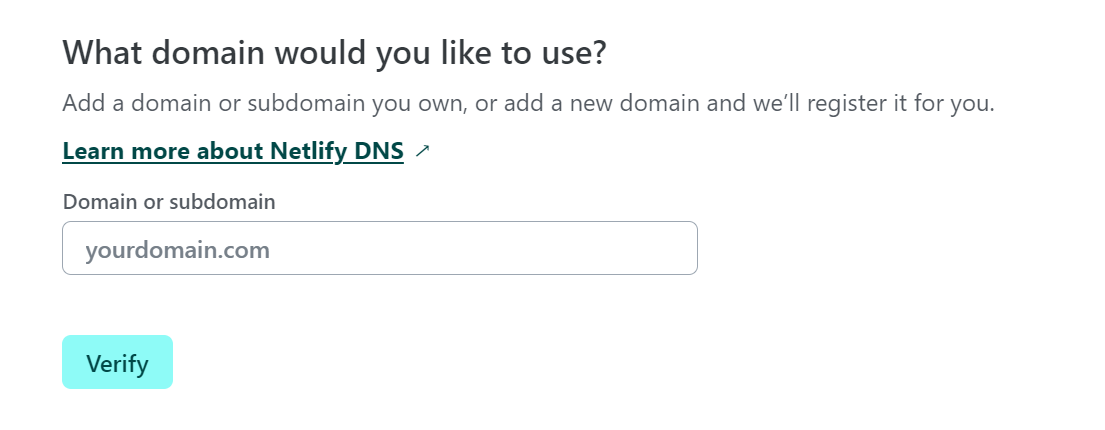 What domain would you like to use?
Add a domain or subdomain you own, or add a new domain and we’ll register it for you.
Learn more about Netlify DNS ↗
Domain or subdomain
yourdomain.com
Verify